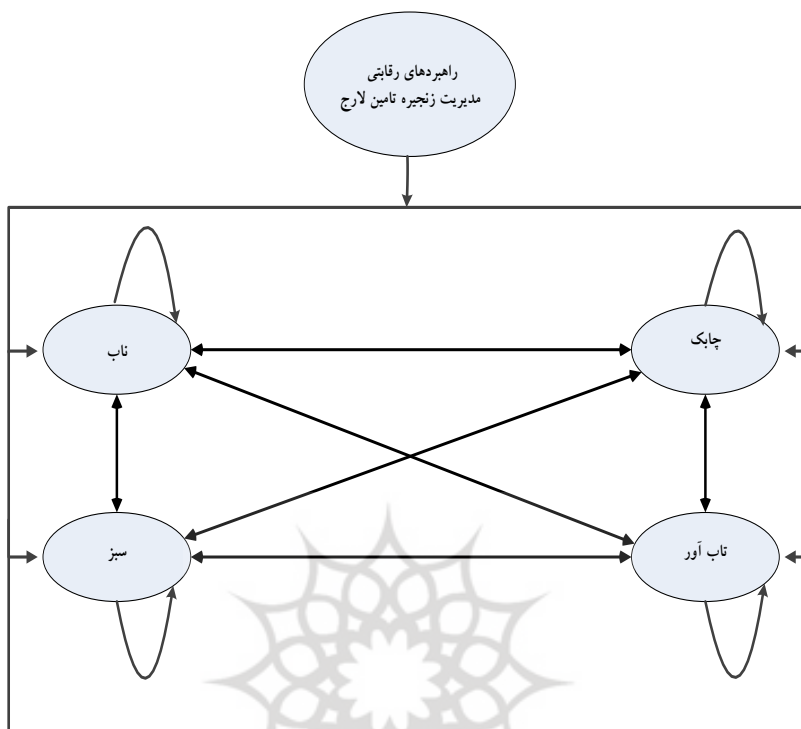 راهبردهای رقابتی
مدیریت زنجیره تامین لارج
چابک
ناب
تاب آور
سبز